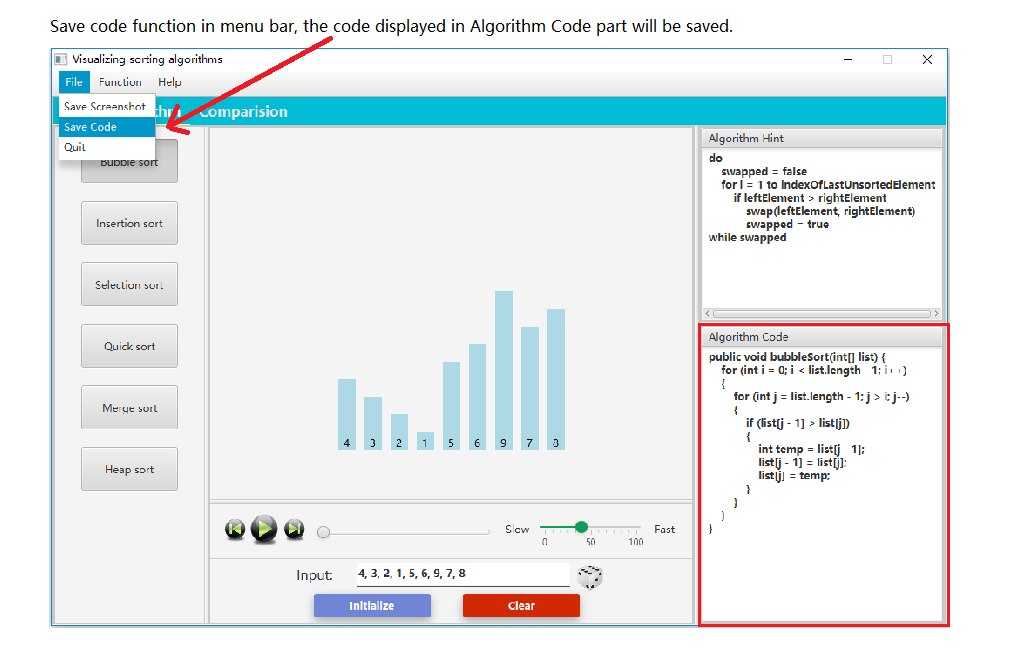 Save code function in menu bar, the code displayed in Algorithm Code part will be saved.
Visualizing sorting algorithms
File Function Help
Save Screenshot
Save Code
Quit
Comparision
Bubble sort
Insertion sort
Selection sort
Quick sort
Merge sort
Heap sort
4 3 2 1 5 6 9 7 8
Slow 0 50 100 Fast
Input: 4, 3, 2, 1, 5, 6, 9, 7, 8
Initialize Clear
Algorithm Hint
do
swapped = false
for i = 1 to indexOfLastUnsortedElement
if leftElement > rightElement
swap(leftElement, rightElement)
swapped = true
while swapped
Algorithm Code
public void bubbleSort(int[] list) {
for (int i = 0; i < list.length - 1; i++)
{
for (int j = list.length - 1; j > i; j--)
{
if (list[j - 1] > list[j])
{
int temp = list[j - 1];
list[j - 1] = list[j];
list[j] = temp;
}
}
}
}